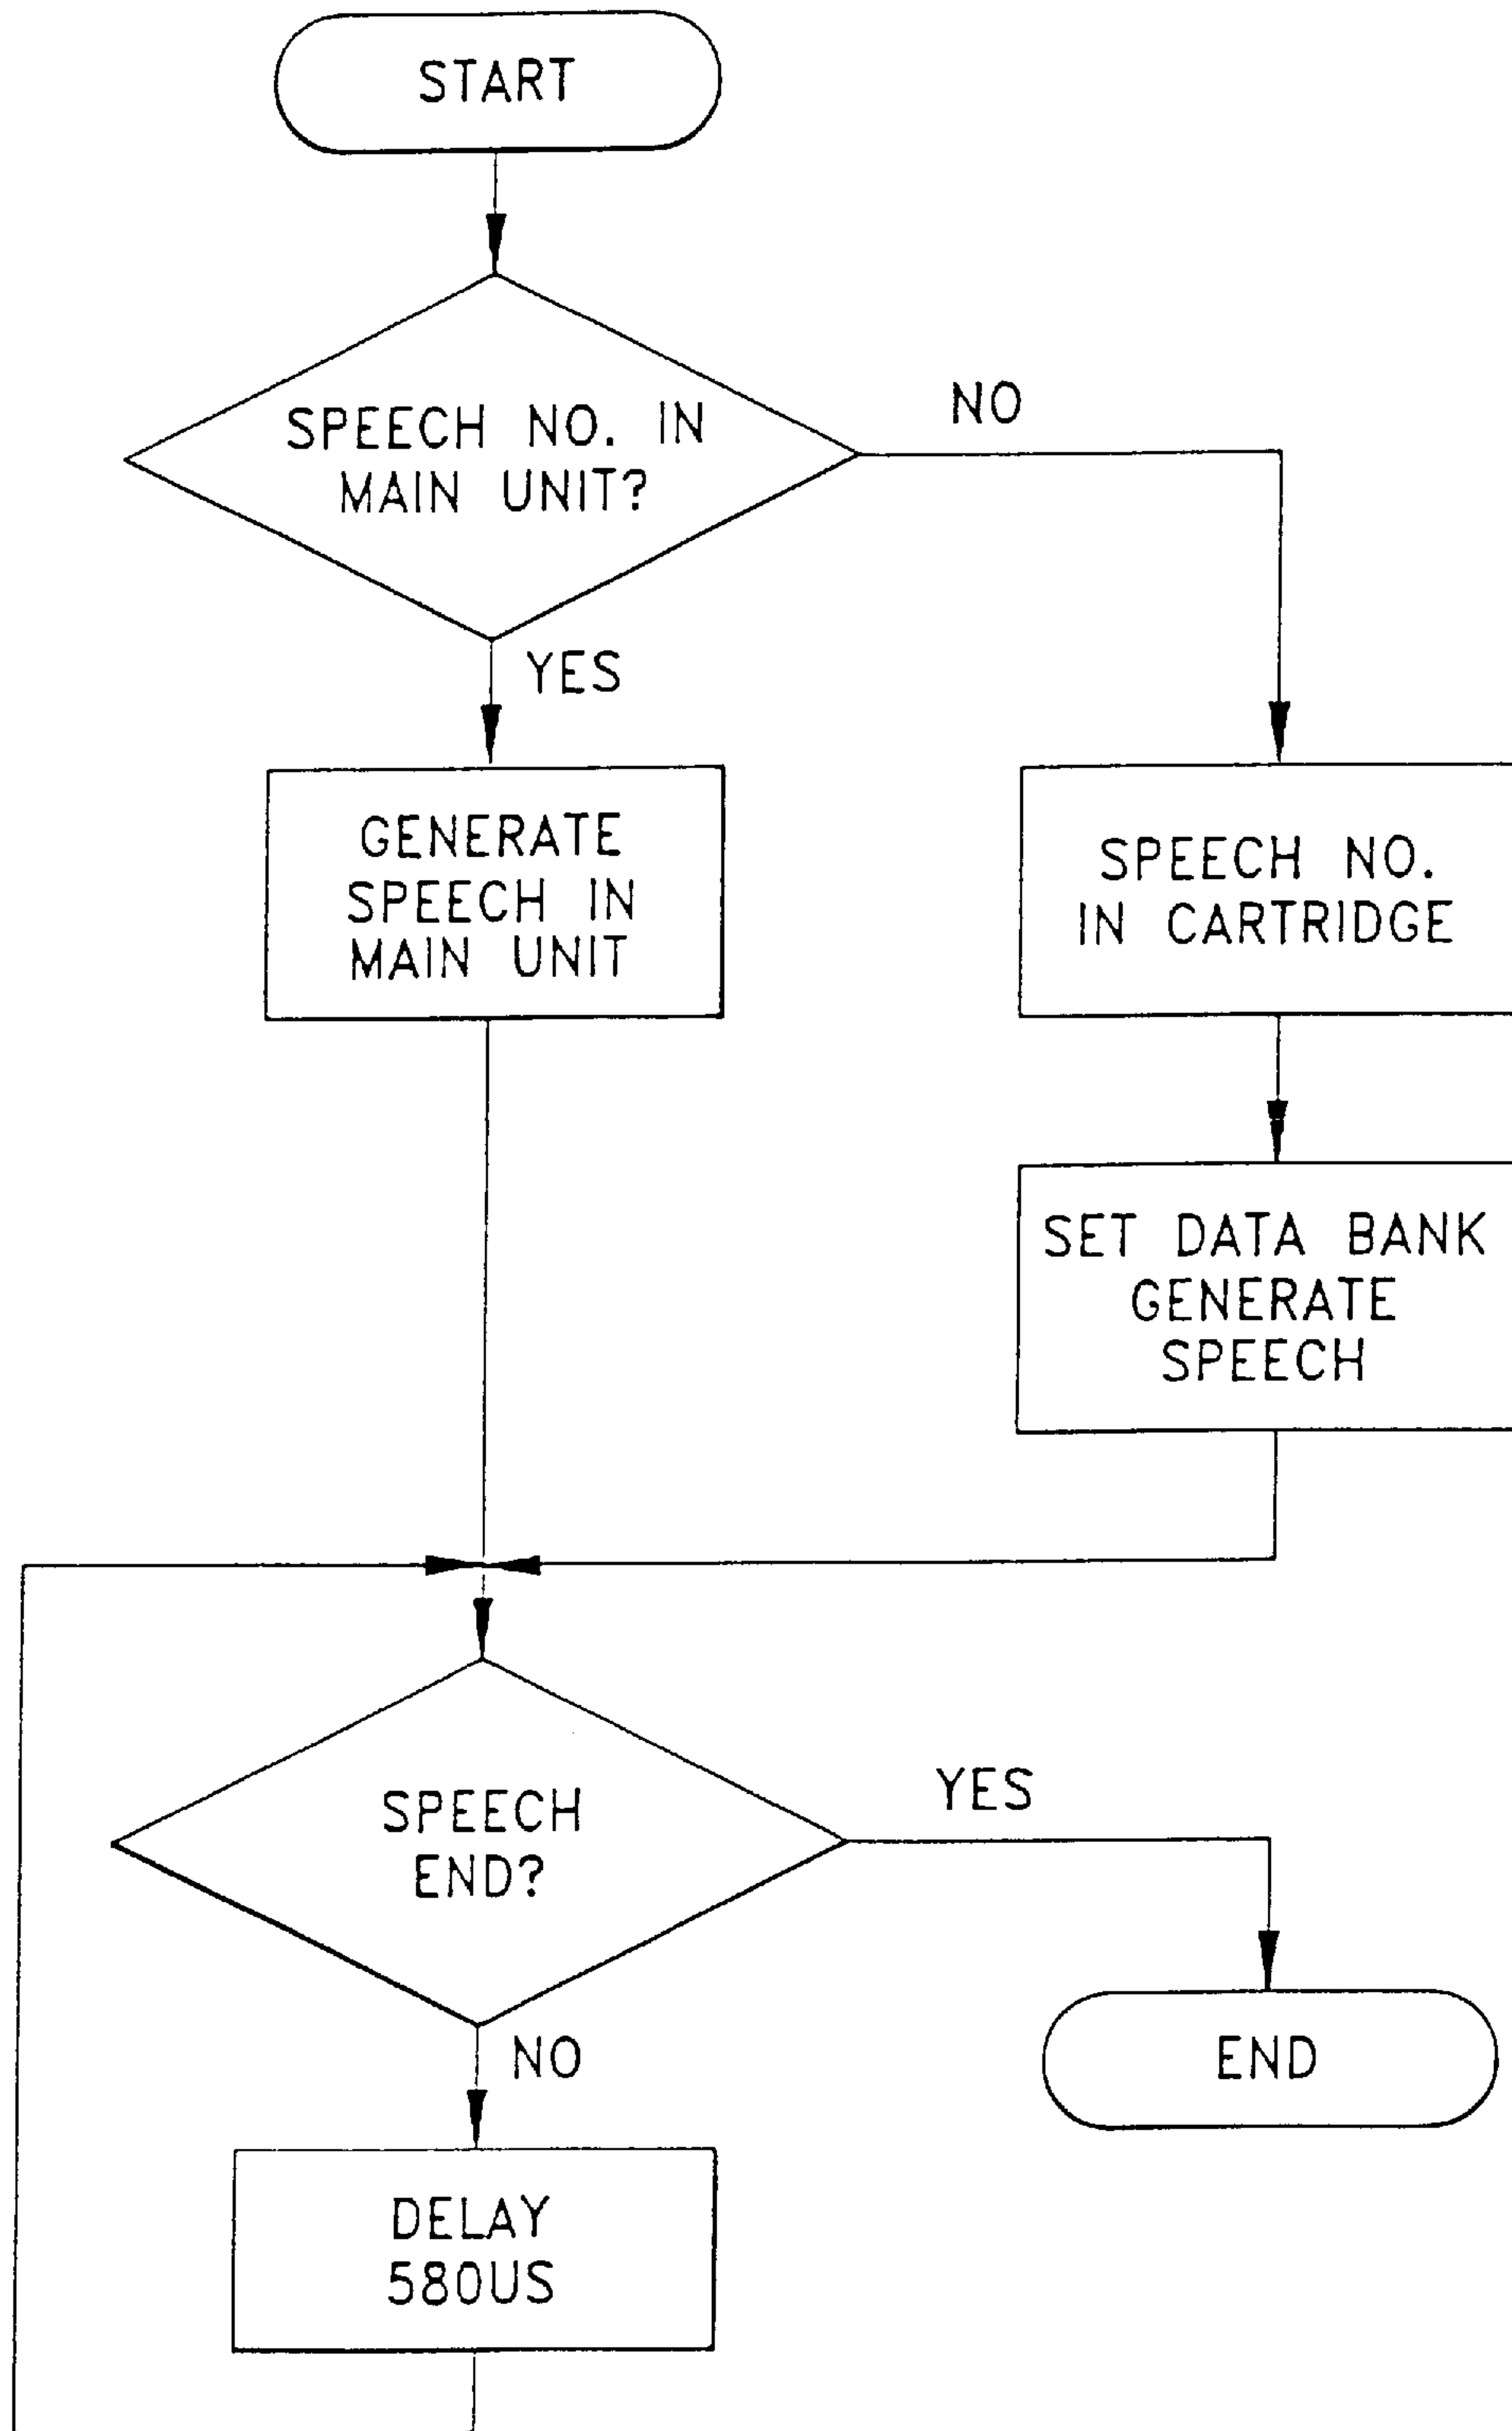 START
SPEECH NO. IN
MAIN UNIT?
NO
YES
GENERATE
SPEECH IN
MAIN UNIT
SPEECH NO.
IN CARTRIDGE
SET DATA BANK
GENERATE
SPEECH
SPEECH
END?
YES
NO
END
DELAY
580US